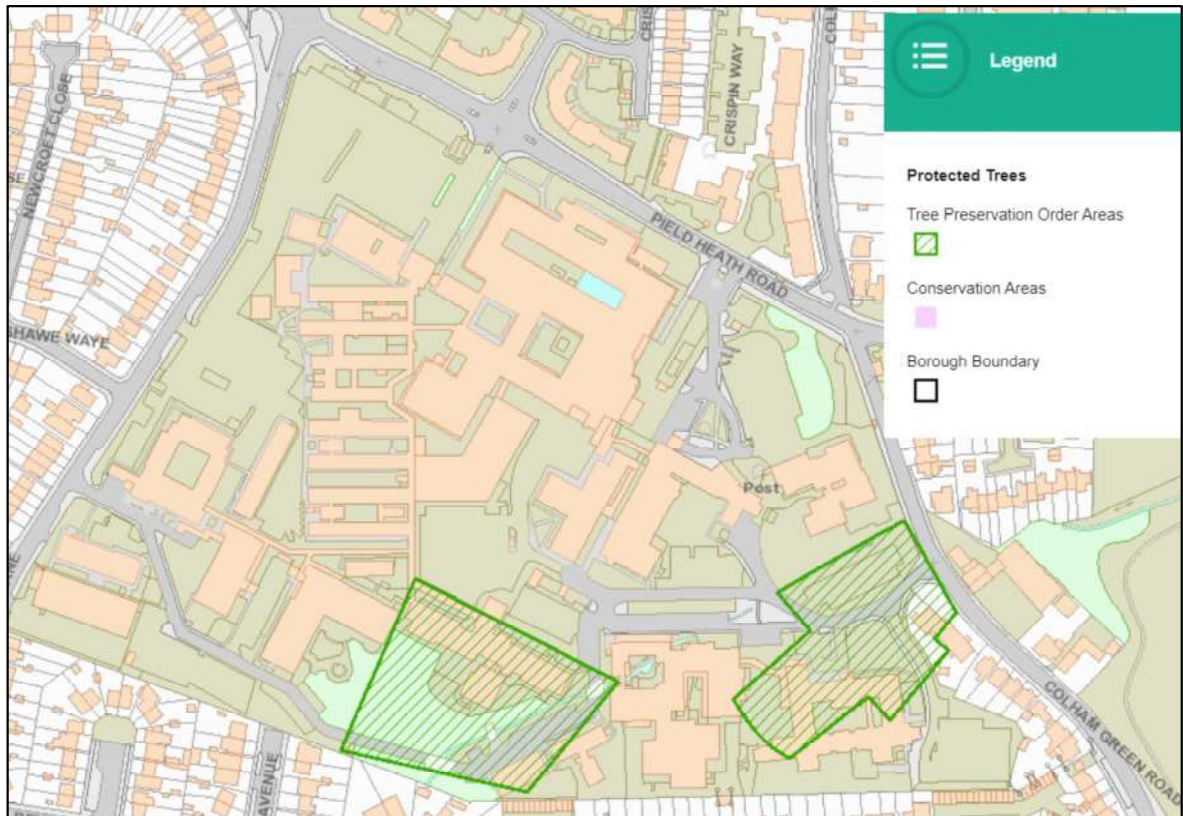 Legend
Protected Trees
Tree Preservation Order Areas
Conservation Areas
Borough Boundary
NEWCROFT CLOSE
CRISPIN WAY
PIELD HEATH ROAD
SHAWE WAYE
Post
COLHAM GREEN ROAD
AVENUE